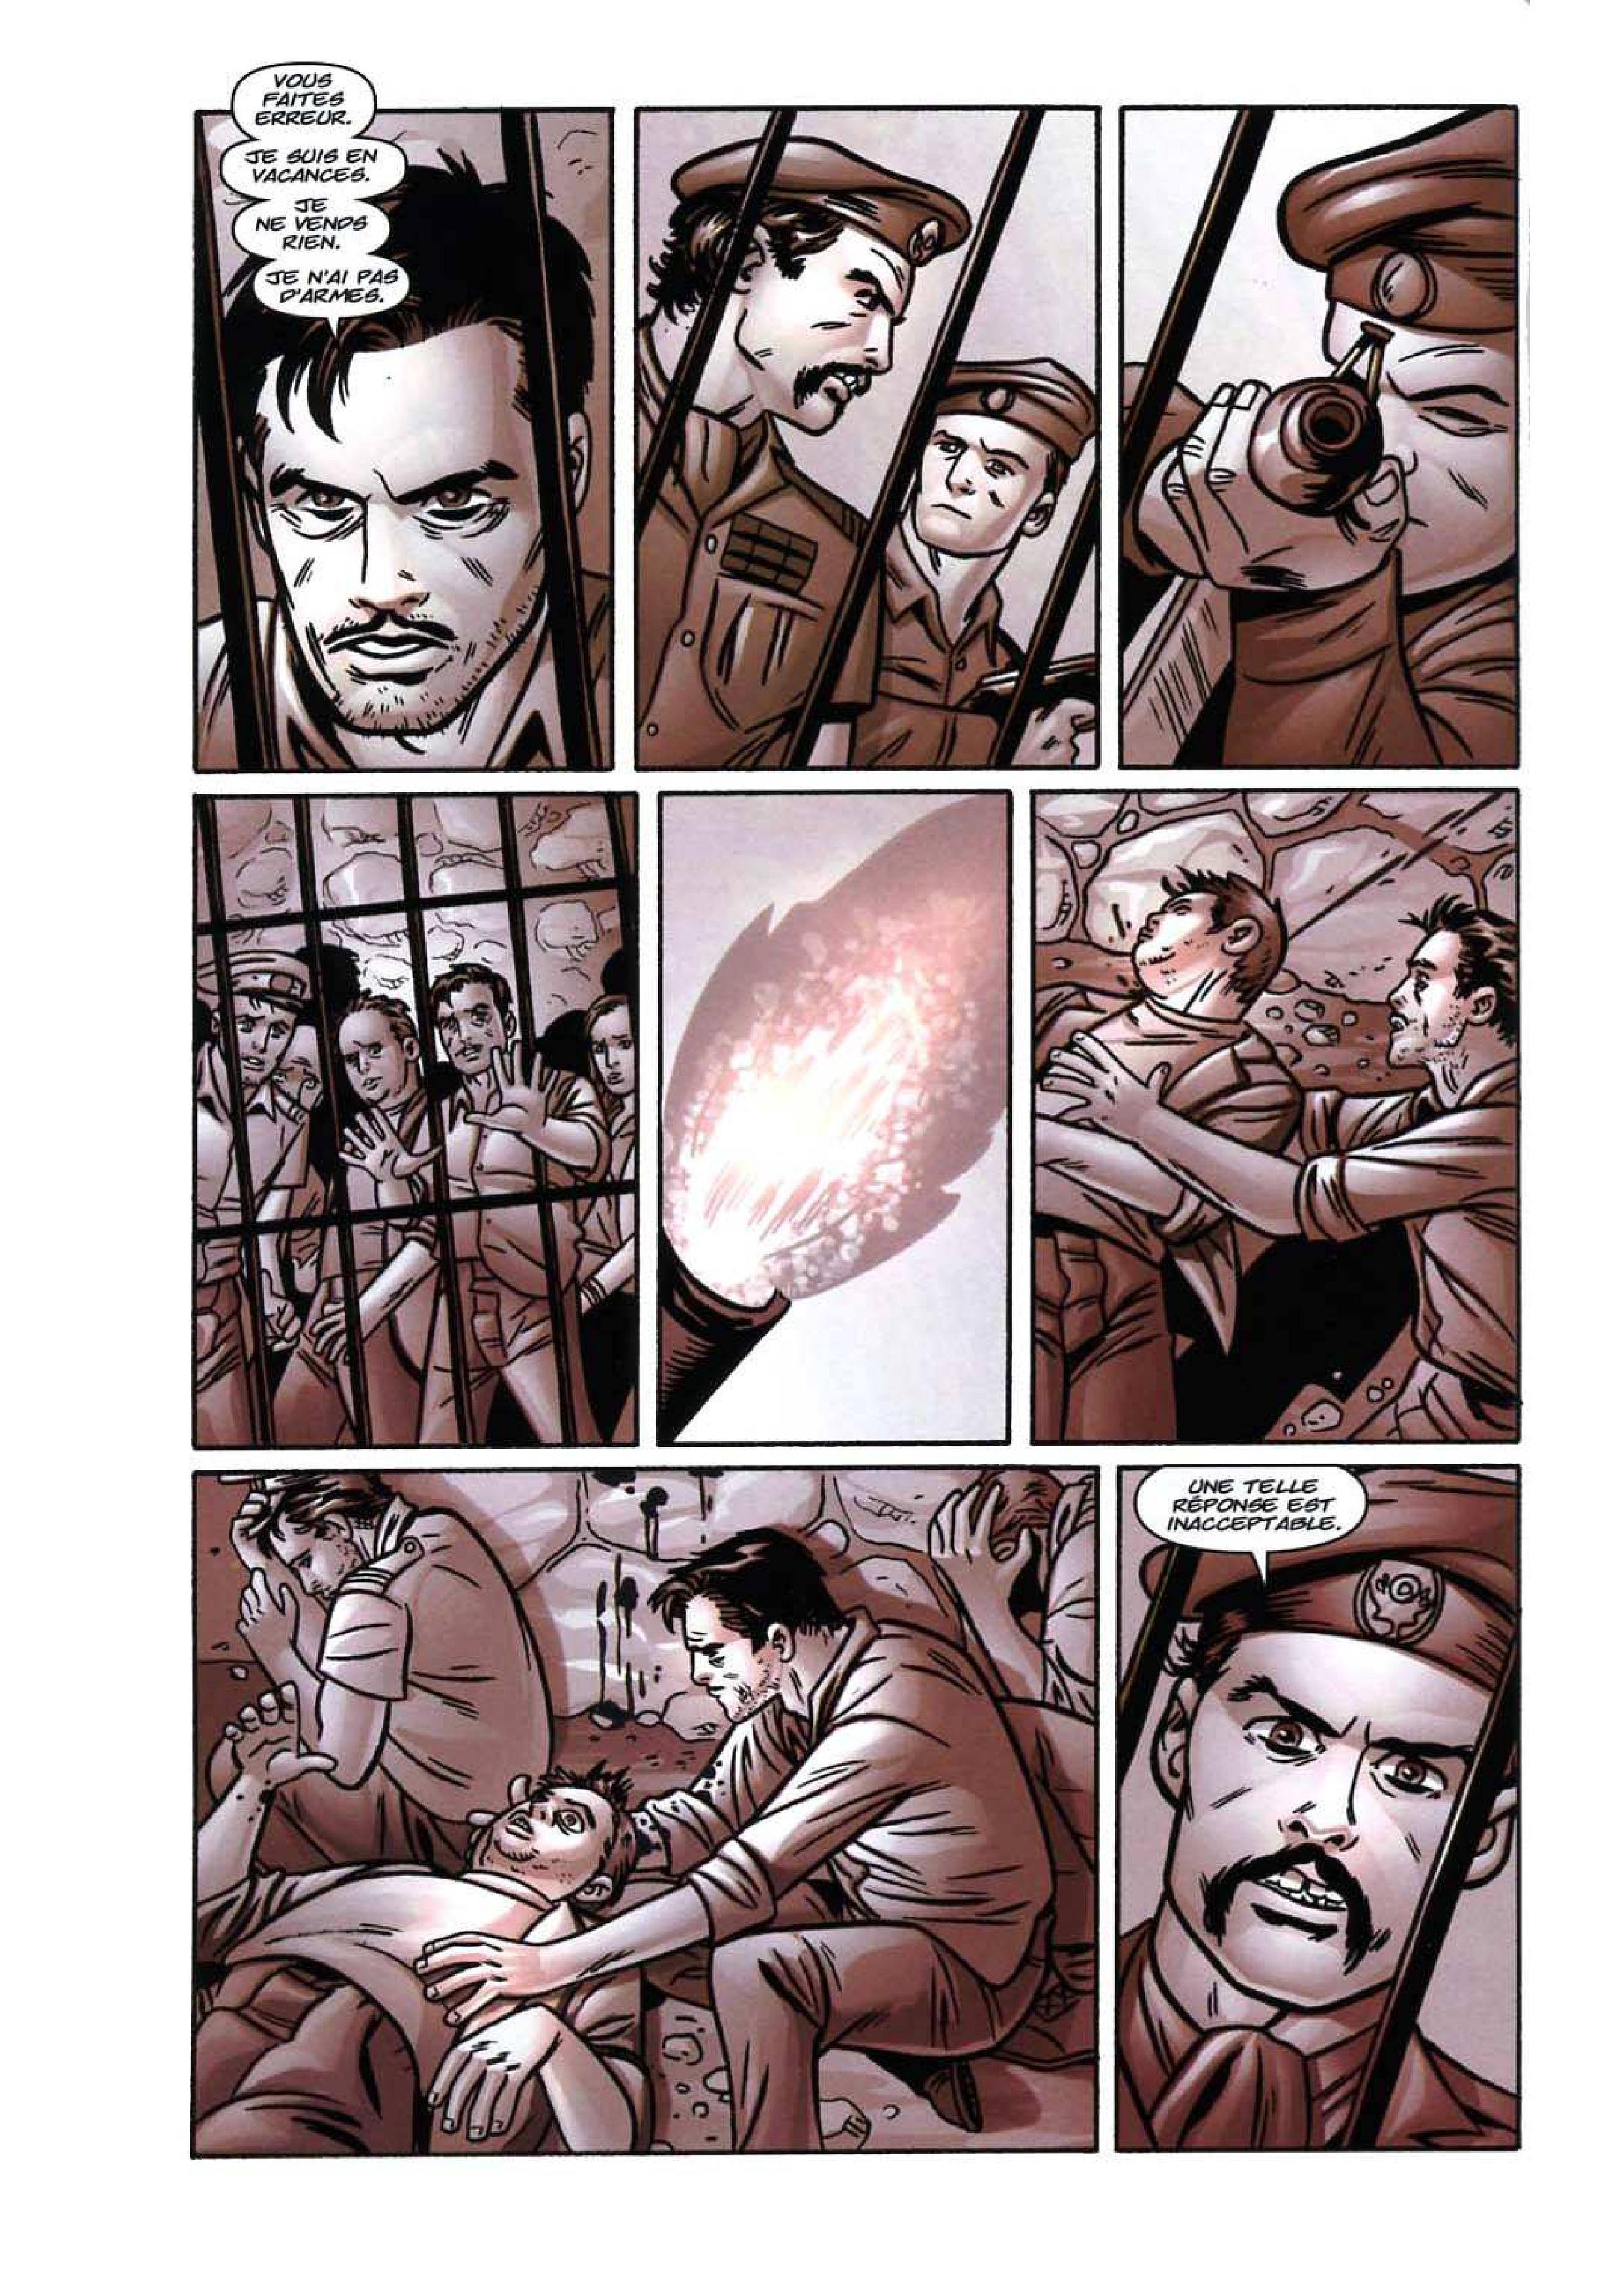 VOUS
FAITES
ERREUR.
JE SUIS EN
VACANCES.
JE
NE VENDS
RIEN.
JE N'AI PAS
D'ARMES.
UNE TELLE
RÉPONSE EST
INACCEPTABLE.